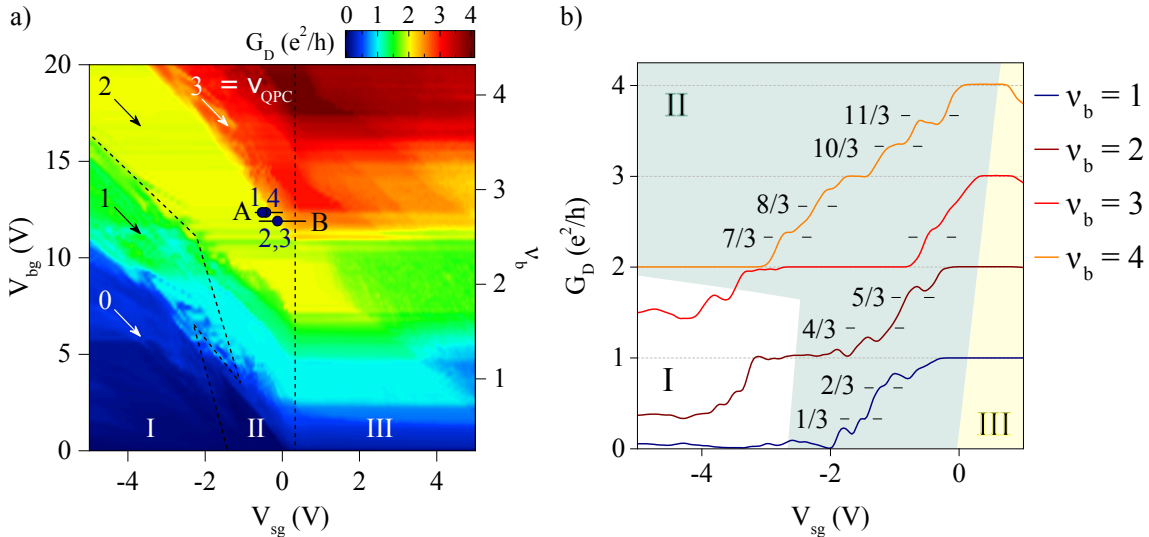 a)
0 1 2 3 4
G_D (e²/h)
20
15
10
5
0
V_bg (V)
2
3 = ν_QPC
1
0
1 4
A
B
2,3
I
II
III
4
3
2
1
ν_b
-4 -2 0 2 4
V_sg (V)
b)
4
3
2
1
0
G_D (e²/h)
II
11/3
10/3
8/3
7/3
5/3
4/3
2/3
1/3
I
III
-4 -2 0
V_sg (V)
ν_b = 1
ν_b = 2
ν_b = 3
ν_b = 4